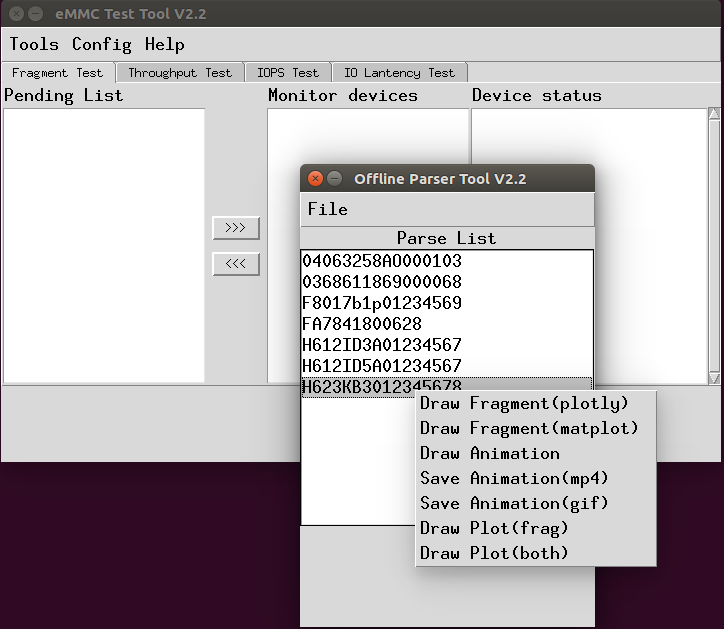 eMMC Test Tool V2.2
Tools Config Help
Fragment Test Throughput Test IOPS Test IO Lantency Test
Pending List Monitor devices Device status
>>>
<<<
Offline Parser Tool V2.2
File
Parse List
04063258AO000103
0368611869000068
F8017b1p01234569
FA7841800628
H612ID3A01234567
H612ID5A01234567
H623KB3012345678
Draw Fragment(plotly)
Draw Fragment(matplot)
Draw Animation
Save Animation(mp4)
Save Animation(gif)
Draw Plot(frag)
Draw Plot(both)